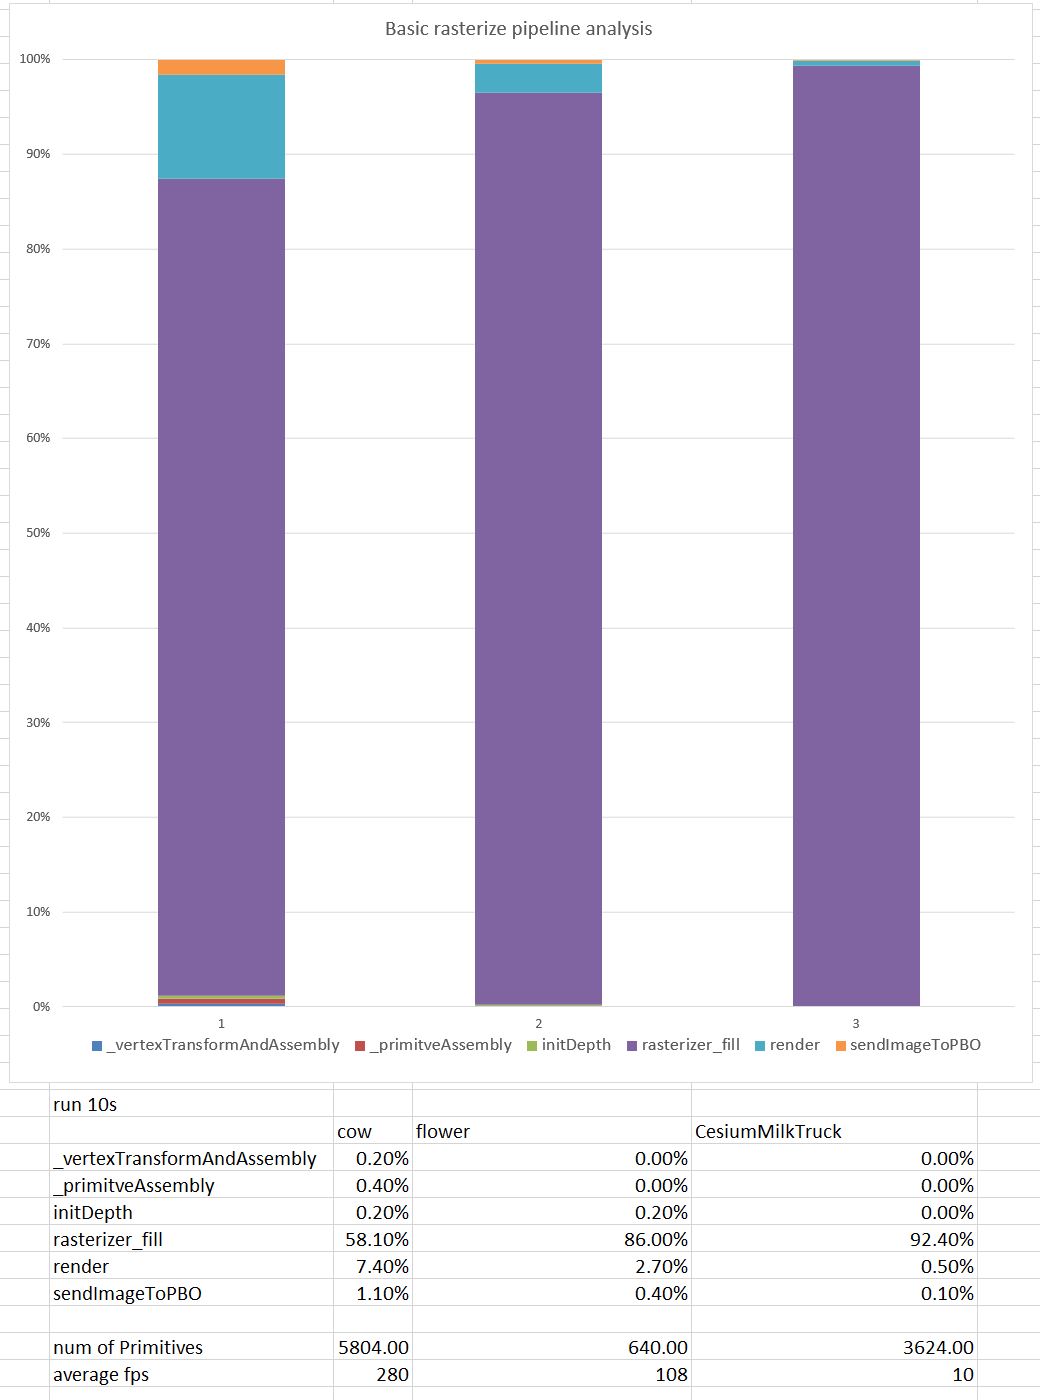 Basic rasterize pipeline analysis
100%
90%
80%
70%
60%
50%
40%
30%
20%
10%
0%
1 2 3
_vertexTransformAndAssembly _primitveAssembly initDepth rasterizer_fill render sendImageToPBO
run 10s
cow flower CesiumMilkTruck
_vertexTransformAndAssembly 0.20% 0.00% 0.00%
_primitveAssembly 0.40% 0.00% 0.00%
initDepth 0.20% 0.20% 0.00%
rasterizer_fill 58.10% 86.00% 92.40%
render 7.40% 2.70% 0.50%
sendImageToPBO 1.10% 0.40% 0.10%
num of Primitives 5804.00 640.00 3624.00
average fps 280 108 10